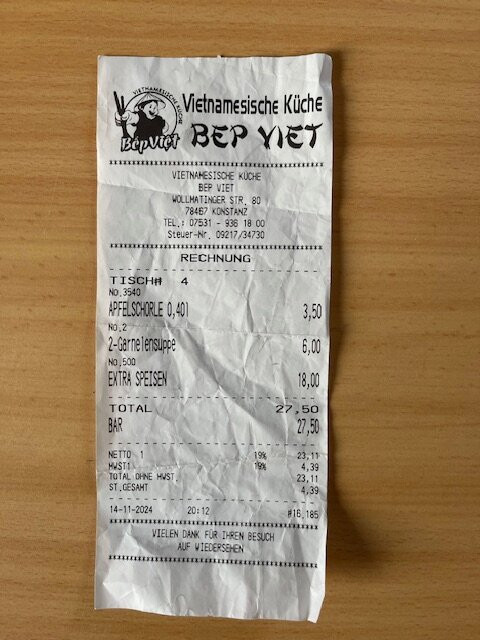 VIETNAMESISCHE KÜCHE
BếpViệt
Vietnamesische Küche
BEP VIET
************************************
VIETNAMESISCHE KÜCHE
BEP VIET
WOLLMATINGER STR. 80
78467 KONSTANZ
TEL.: 07531 - 936 18 00
Steuer-Nr. 09217/34730
************************************
RECHNUNG
TISCH# 4
NO.3540
APFELSCHORLE 0,40l 3,50
NO.2
2-Garnelensuppe 6,00
NO.500
EXTRA SPEISEN 18,00
TOTAL 27,50
BAR 27,50
NETTO 1 19% 23,11
MWST1 19% 4,39
TOTAL OHNE MWST. 23,11
ST.GESAMT 4,39
14-11-2024 20:12 #16,185
************************************
VIELEN DANK FÜR IHREN BESUCH
AUF WIEDERSEHEN
************************************